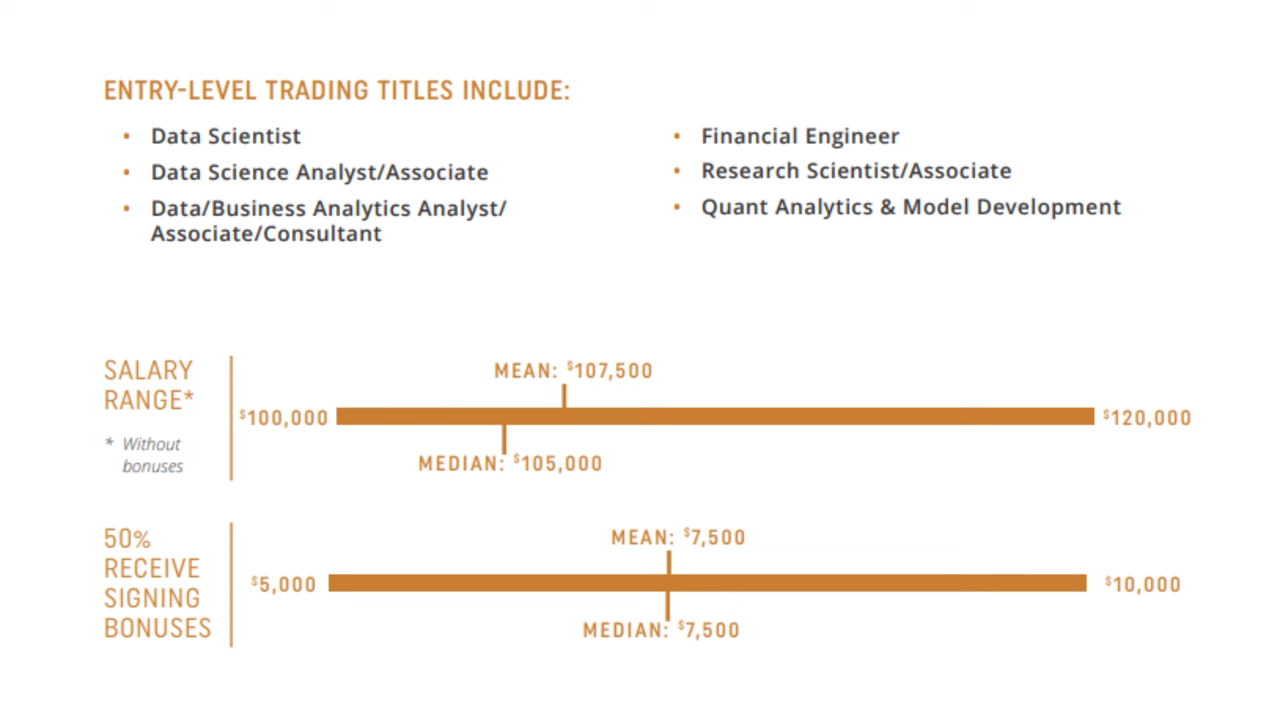 ENTRY-LEVEL TRADING TITLES INCLUDE:
• Data Scientist
• Data Science Analyst/Associate
• Data/Business Analytics Analyst/
Associate/Consultant
• Financial Engineer
• Research Scientist/Associate
• Quant Analytics & Model Development
SALARY
RANGE*
* Without
bonuses
MEAN: $107,500
$100,000
$120,000
MEDIAN: $105,000
50%
RECEIVE
SIGNING
BONUSES
MEAN: $7,500
$5,000
$10,000
MEDIAN: $7,500